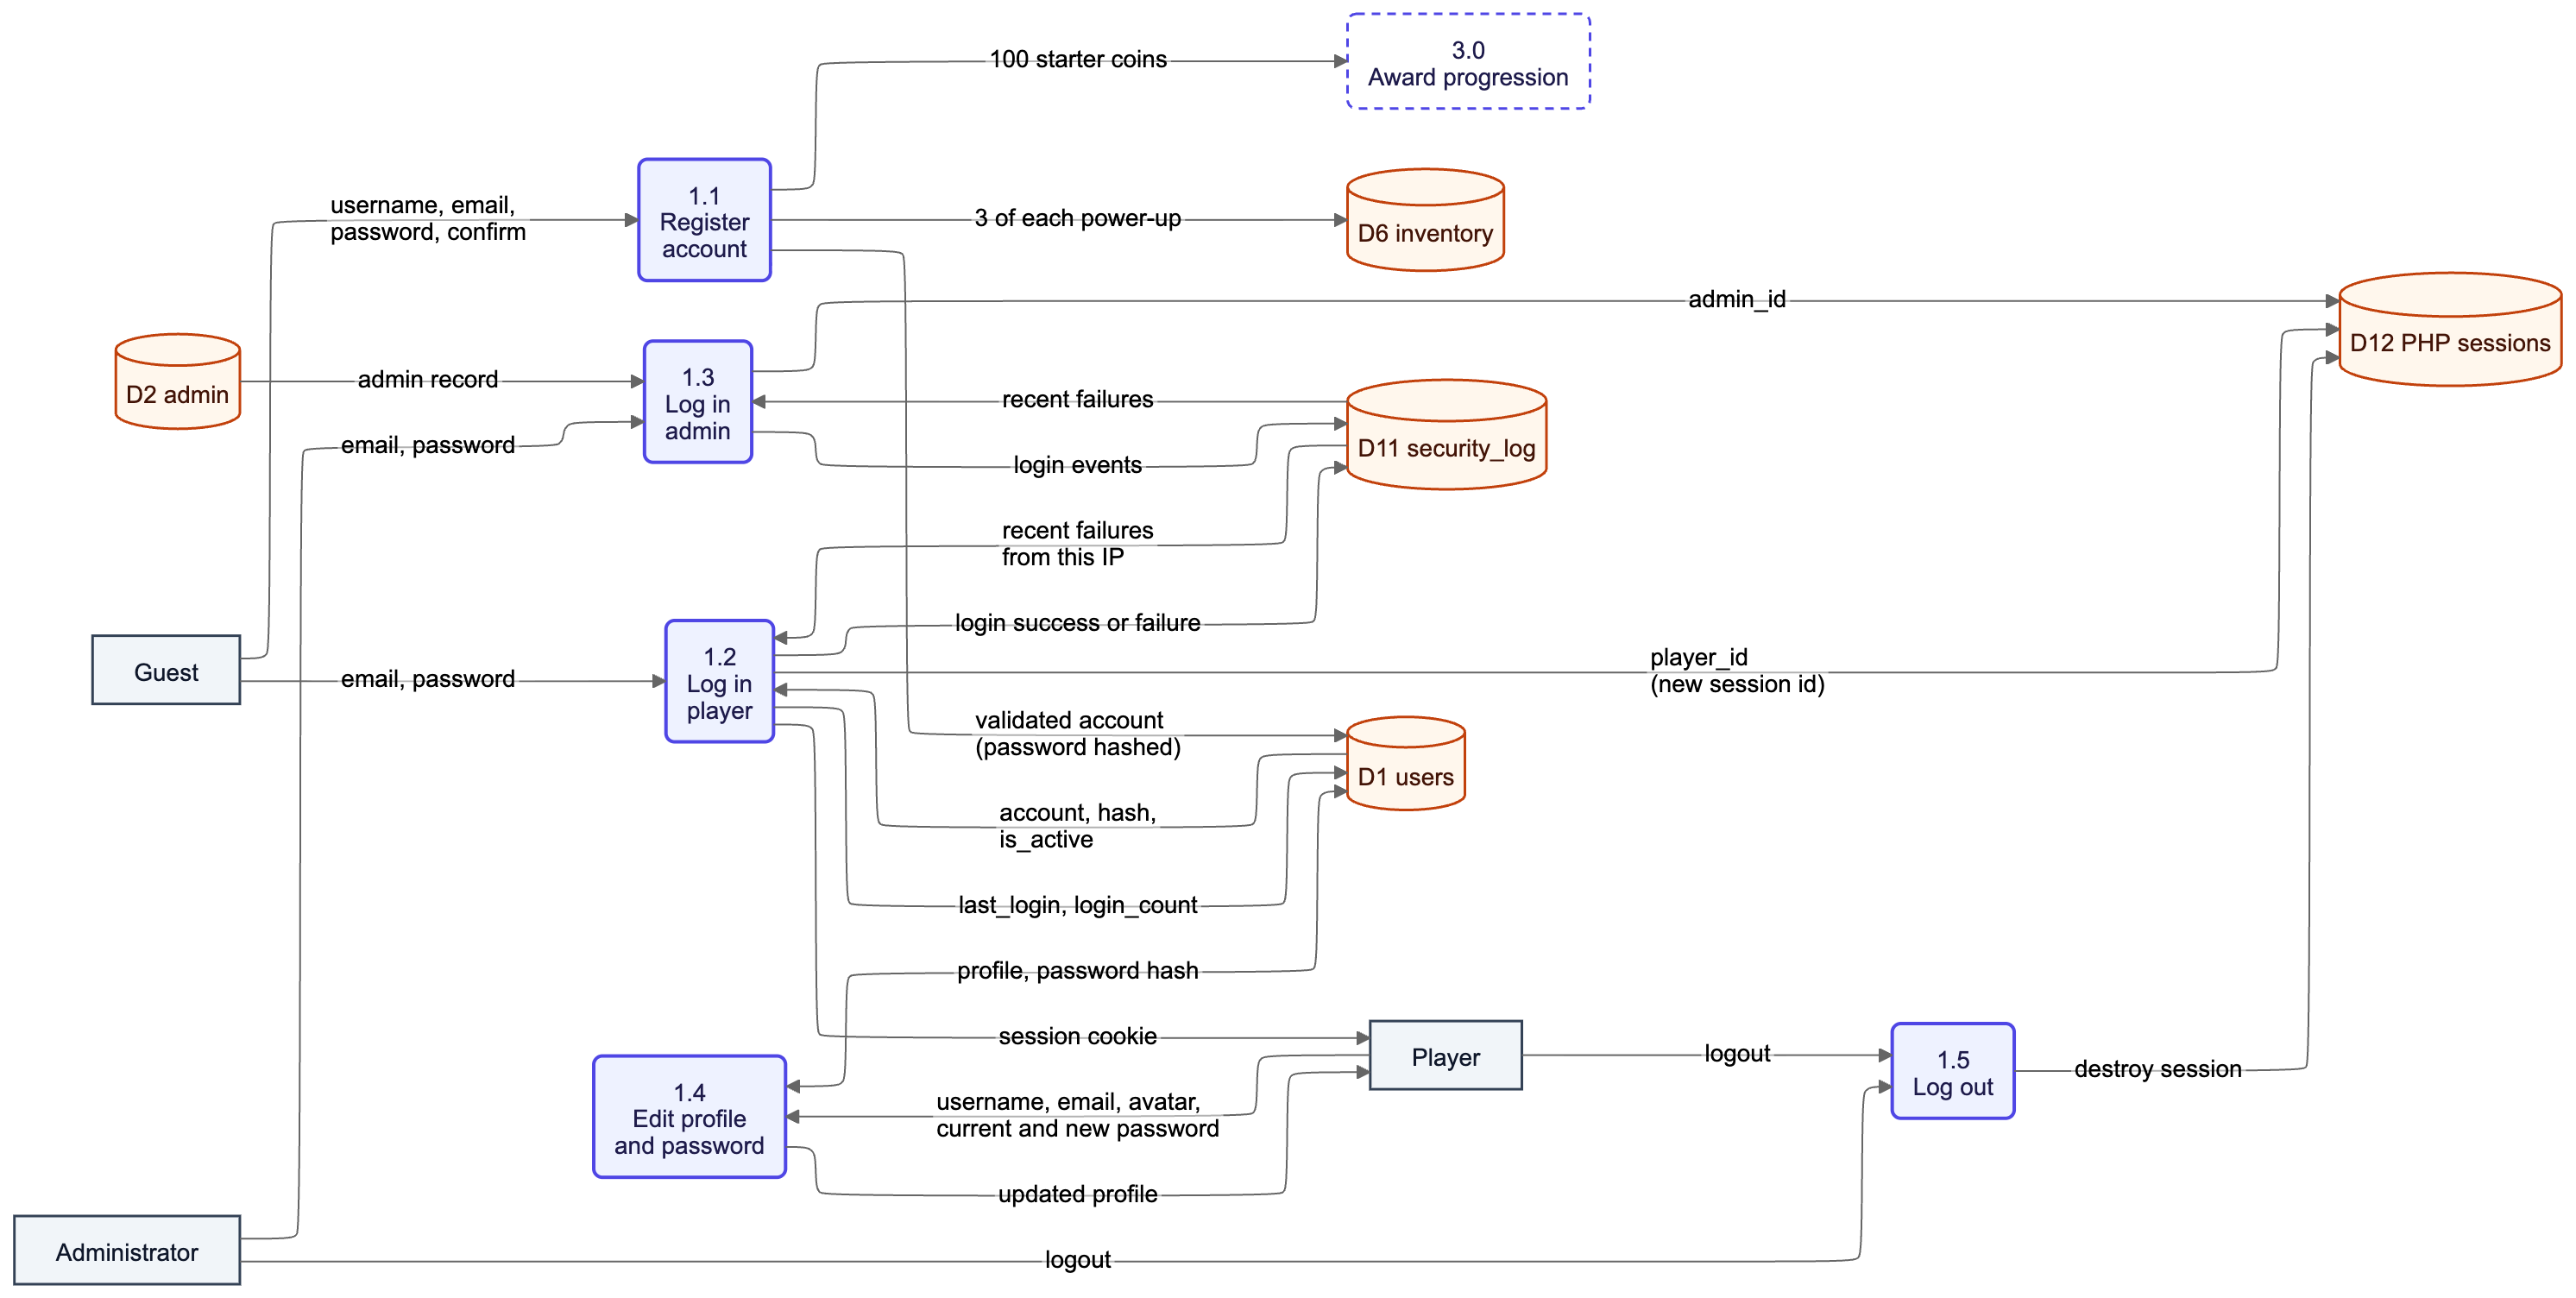 100 starter coins
3.0
Award progression
username, email,
password, confirm
1.1
Register
account
3 of each power-up
D6 inventory
admin_id
D12 PHP sessions
D2 admin
admin record
1.3
Log in
admin
recent failures
D11 security_log
email, password
login events
recent failures
from this IP
login success or failure
Guest
email, password
1.2
Log in
player
player_id
(new session id)
validated account
(password hashed)
D1 users
account, hash,
is_active
last_login, login_count
profile, password hash
session cookie
Player
logout
1.5
Log out
destroy session
1.4
Edit profile
and password
username, email, avatar,
current and new password
updated profile
Administrator
logout